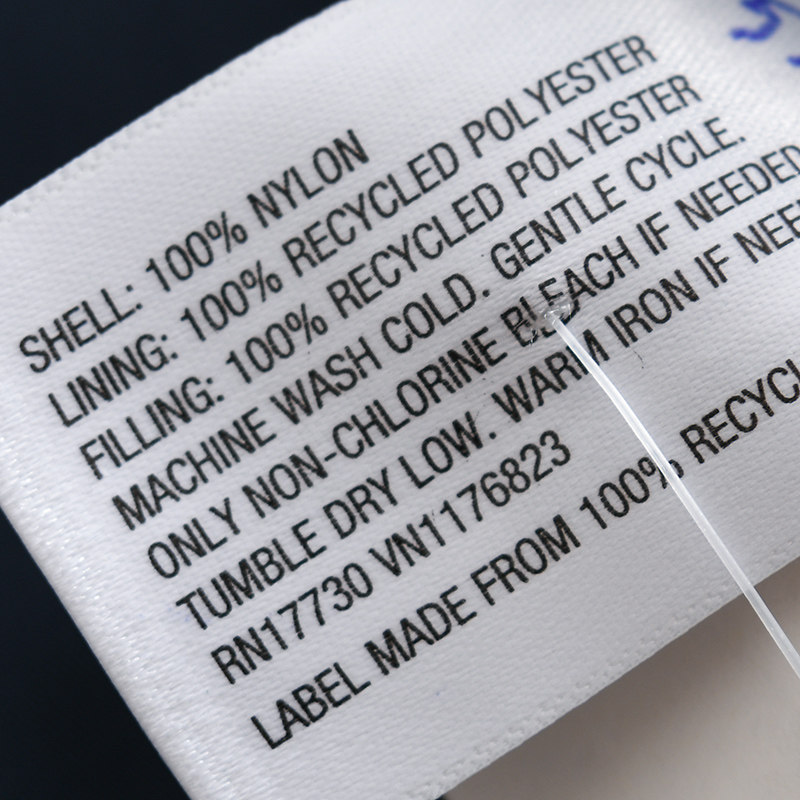 SHELL: 100% NYLON
LINING: 100% RECYCLED POLYESTER
FILLING: 100% RECYCLED POLYESTER
MACHINE WASH COLD. GENTLE CYCLE.
ONLY NON-CHLORINE BLEACH IF NEEDED
TUMBLE DRY LOW. WARM IRON IF
RN17730 VN1176823
LABEL MADE FROM 100%